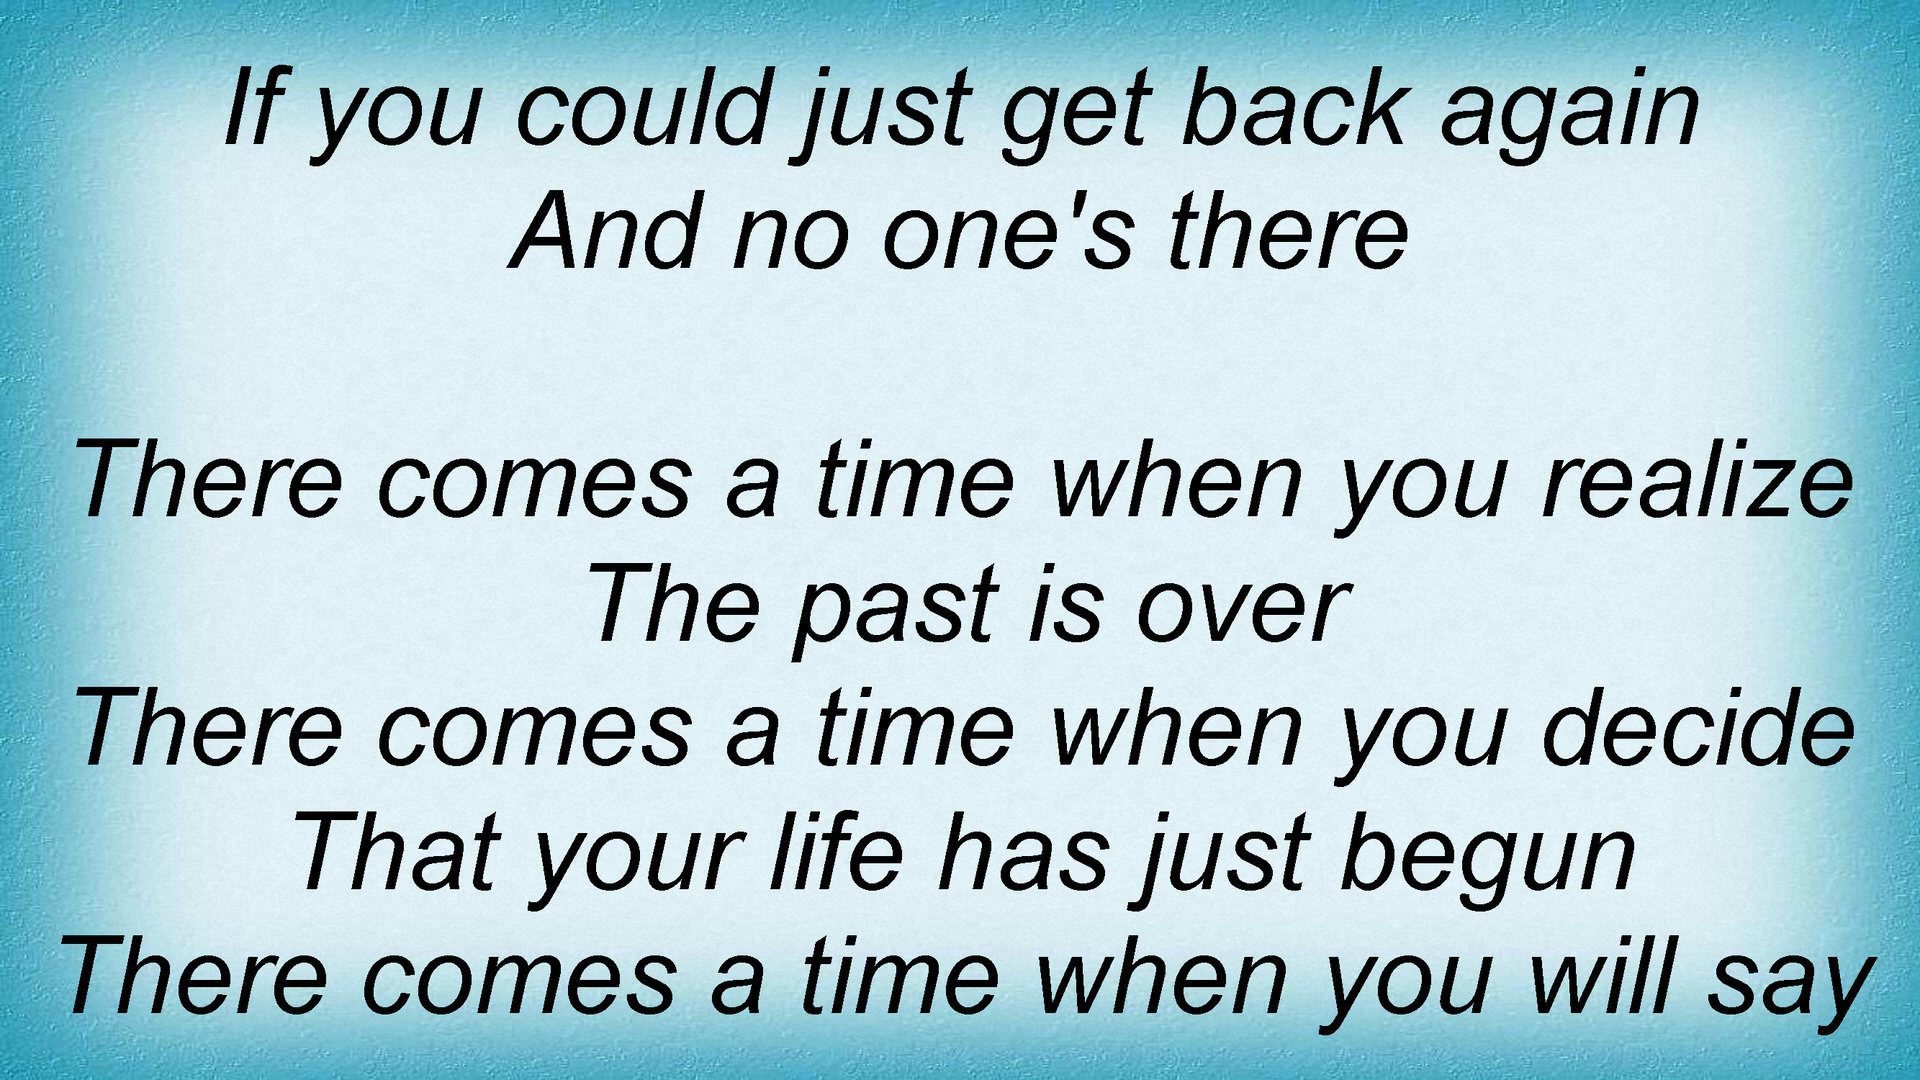 If you could just get back again
And no one's there
There comes a time when you realize
The past is over
There comes a time when you decide
That your life has just begun
There comes a time when you will say